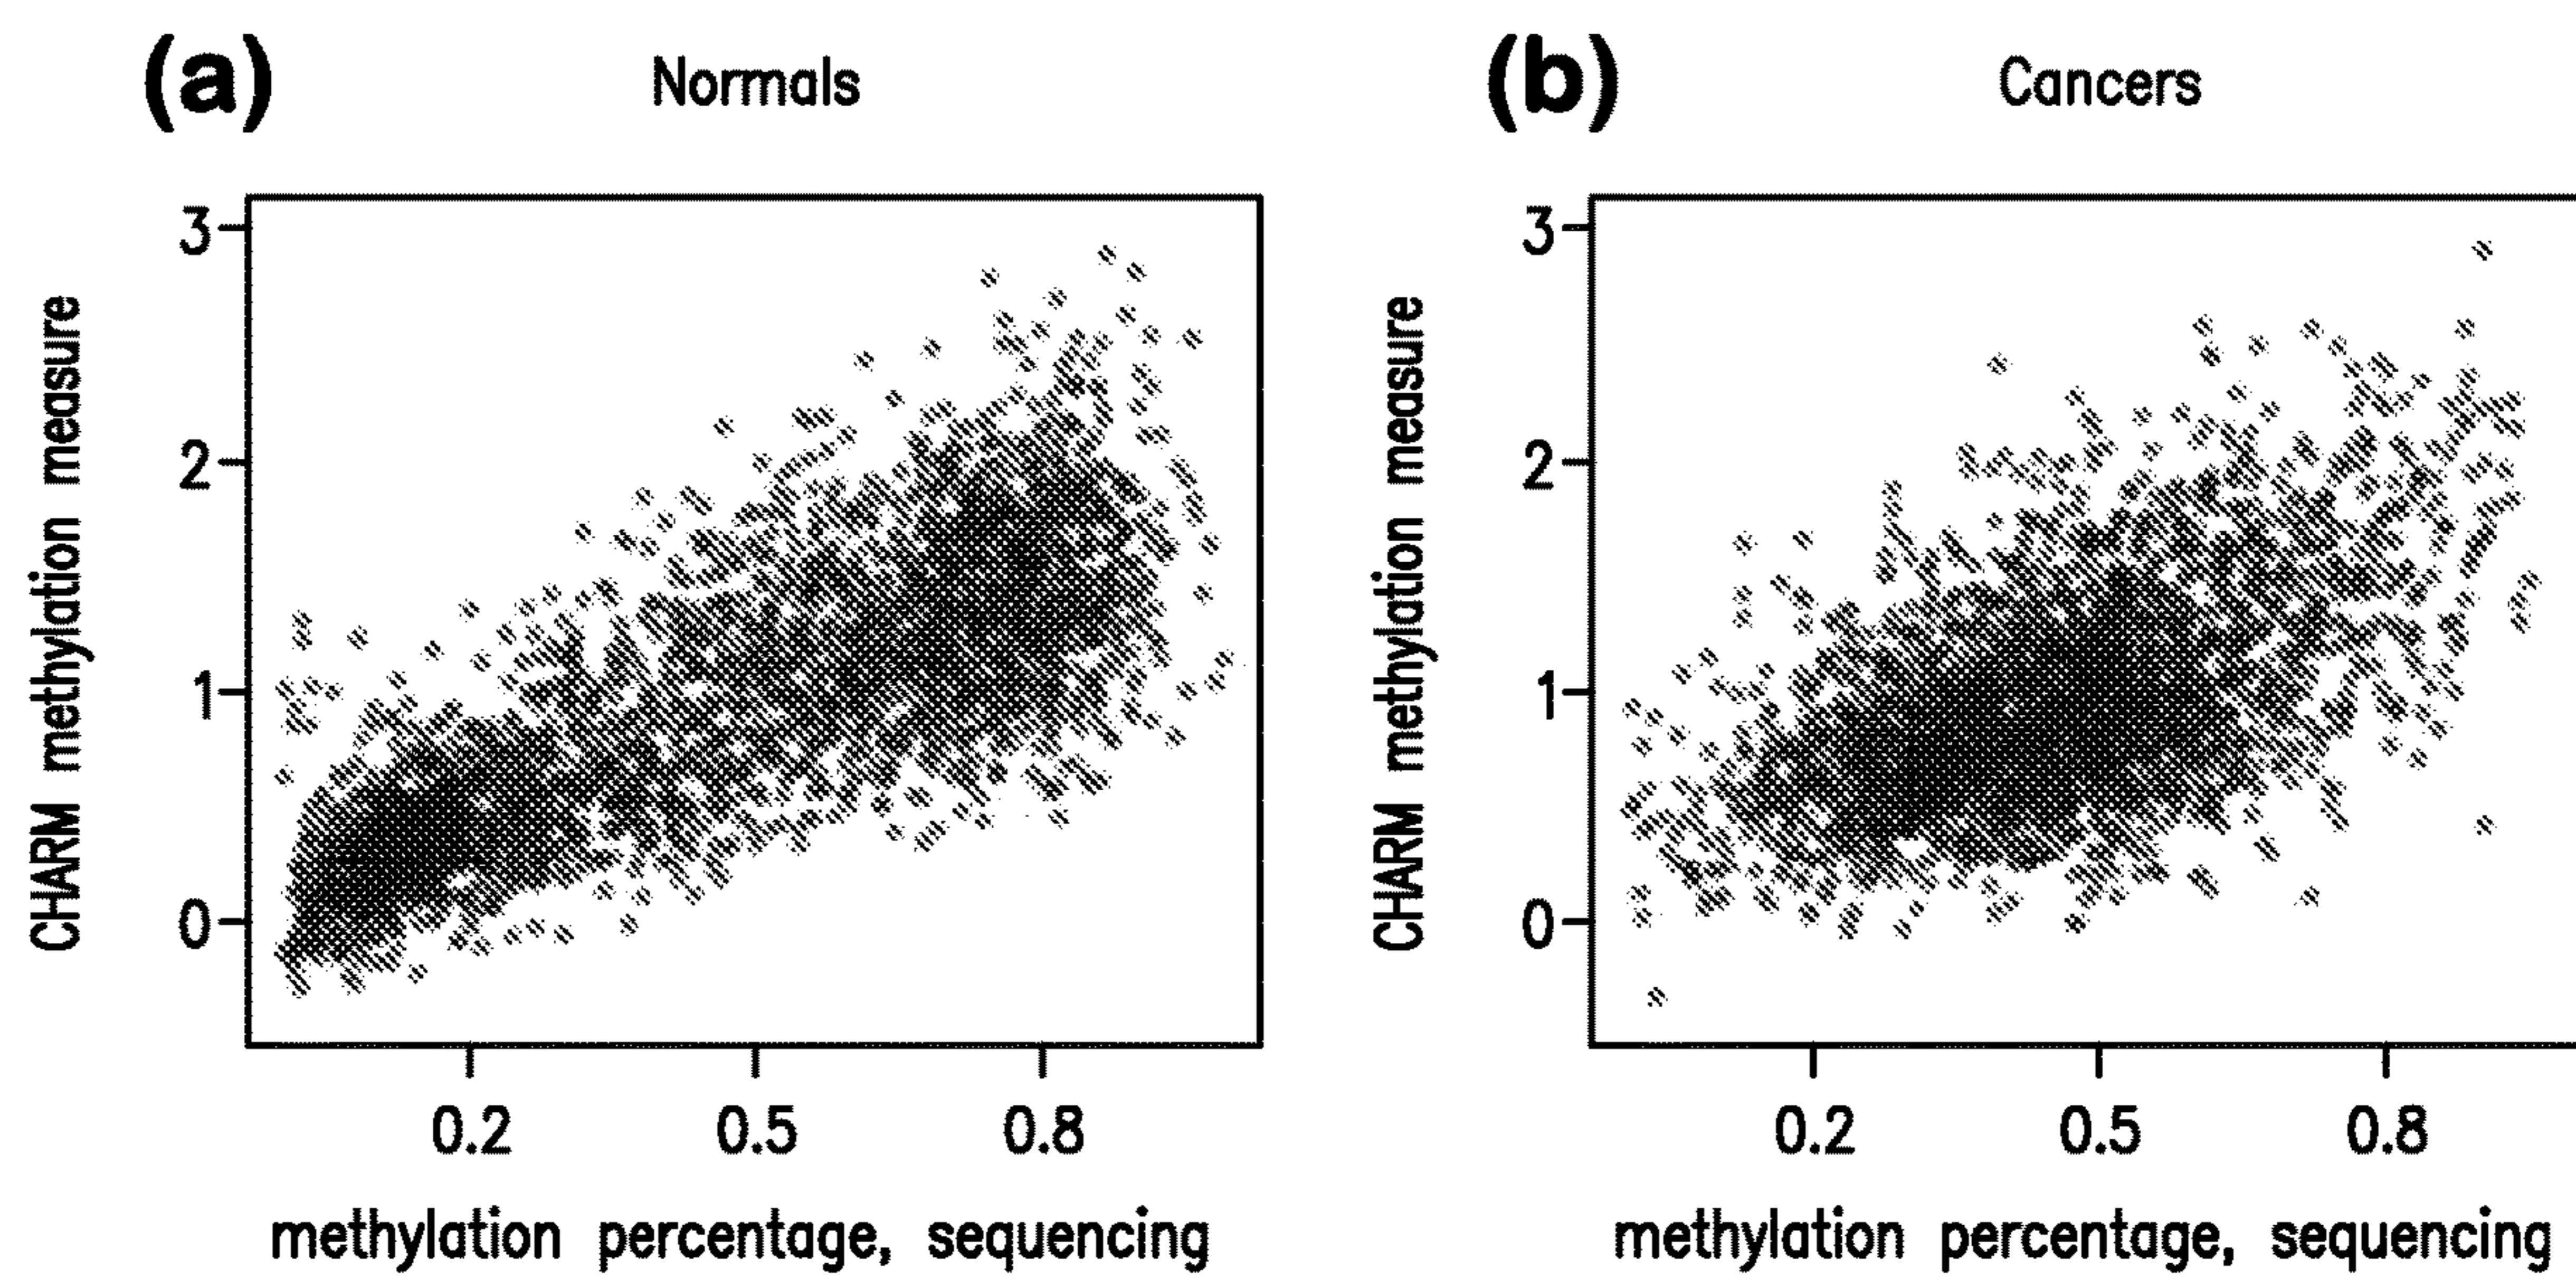 (a) Normals
CHARM methylation measure
3
2
1
0
0.2 0.5 0.8
methylation percentage, sequencing
(b) Cancers
CHARM methylation measure
3
2
1
0
0.2 0.5 0.8
methylation percentage, sequencing